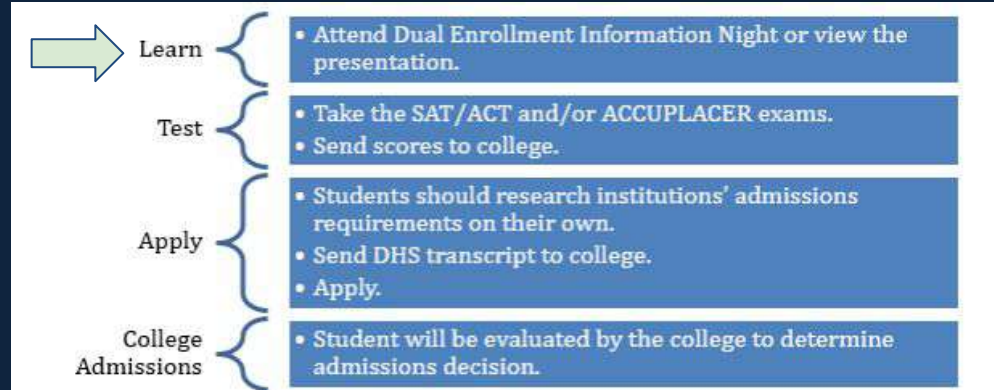 Learn
• Attend Dual Enrollment Information Night or view the
presentation.
Test
• Take the SAT/ACT and/or ACCUPLACER exams.
• Send scores to college.
Apply
• Students should research institutions’ admissions
requirements on their own.
• Send DHS transcript to college.
• Apply.
College
Admissions
• Student will be evaluated by the college to determine
admissions decision.